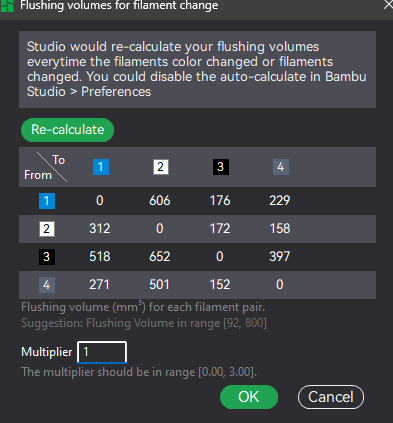 Flushing volumes for filament change
Studio would re-calculate your flushing volumes
everytime the filaments color changed or filaments
changed. You could disable the auto-calculate in Bambu
Studio > Preferences
Re-calculate
To
From
1 2 3 4
1 0 606 176 229
2 312 0 172 158
3 518 652 0 397
4 271 501 152 0
Flushing volume (mm³) for each filament pair.
Suggestion: Flushing Volume in range [92, 800]
Multiplier 1
The multiplier should be in range [0.00, 3.00].
OK Cancel